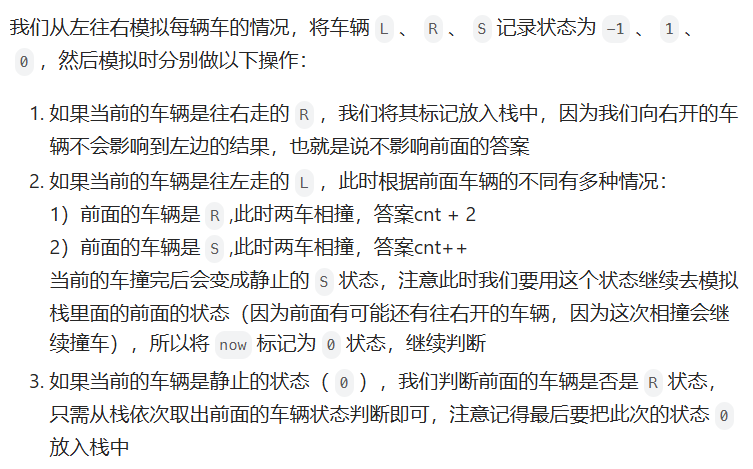 我们从左往右模拟每辆车的情况，将车辆 L 、 R 、 S 记录状态为 -1 、 1 、
0 ，然后模拟时分别做以下操作：
1. 如果当前的车辆是往右走的 R ，我们将其标记放入栈中，因为我们向右开的车
辆不会影响到左边的结果，也就是说不影响前面的答案
2. 如果当前的车辆是往左走的 L ，此时根据前面车辆的不同有多种情况：
1）前面的车辆是 R ,此时两车相撞，答案cnt + 2
2）前面的车辆是 S ,此时两车相撞，答案cnt++
当前的车撞完后会变成静止的 S 状态，注意此时我们要用这个状态继续去模拟
栈里面的前面的状态（因为前面有可能还有往右开的车辆，因为这次相撞会继
续撞车），所以将 now 标记为 0 状态，继续判断
3. 如果当前的车辆是静止的状态（ 0 ），我们判断前面的车辆是否是 R 状态，
只需从栈依次取出前面的车辆状态判断即可，注意记得最后要把此次的状态 0
放入栈中